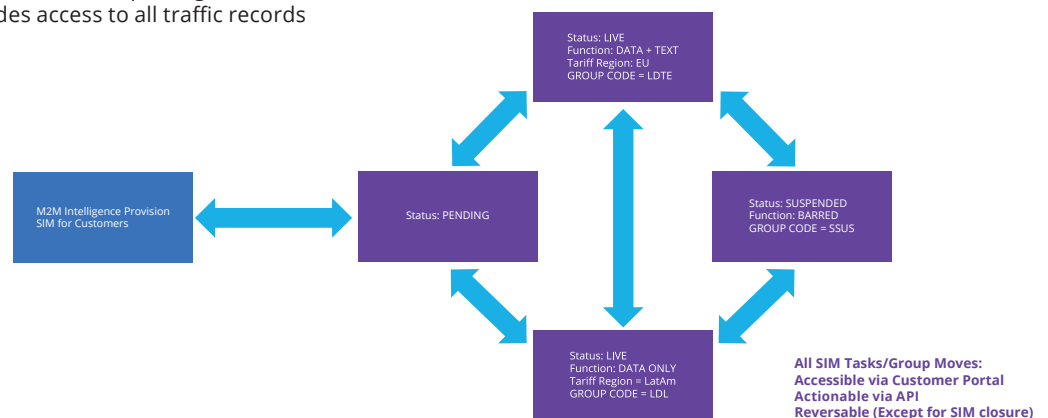 des access to all traffic records
Status: LIVE
Function: DATA + TEXT
Tariff Region: EU
GROUP CODE = LDTE
M2M Intelligence Provision
SIM for Customers
Status: PENDING
Status: SUSPENDED
Function: BARRED
GROUP CODE = SSUS
Status: LIVE
Function: DATA ONLY
Tariff Region = LatAm
GROUP CODE = LDL
All SIM Tasks/Group Moves:
Accessible via Customer Portal
Actionable via API
Reversable (Except for SIM closure)